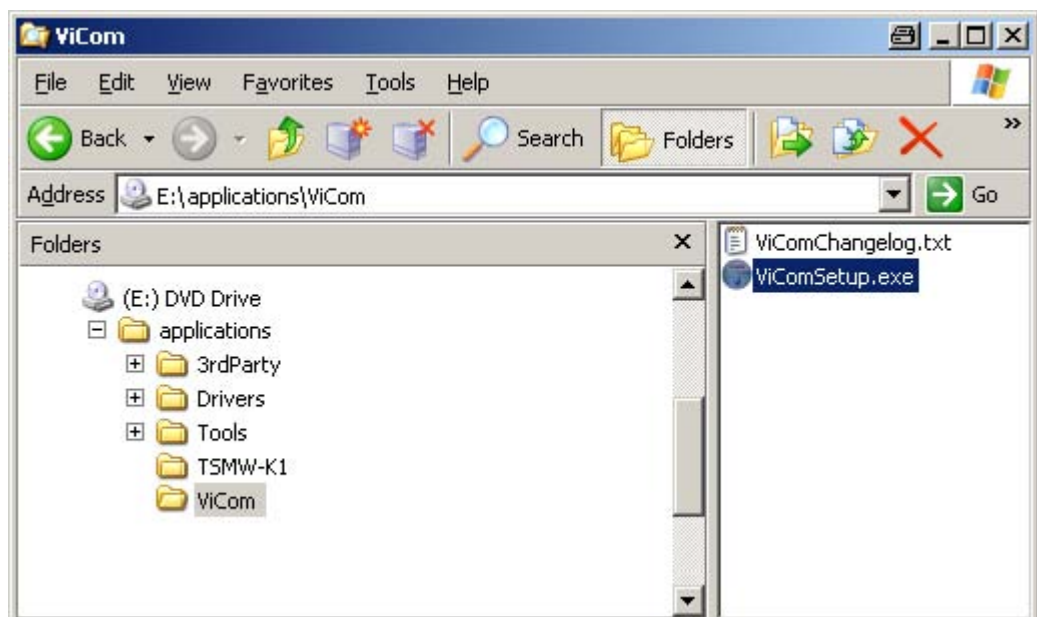 ViCom
File Edit View Favorites Tools Help
Back Search Folders »
Address E:\applications\ViCom Go
Folders
(E:) DVD Drive
applications
3rdParty
Drivers
Tools
TSMW-K1
ViCom
ViComChangelog.txt
ViComSetup.exe